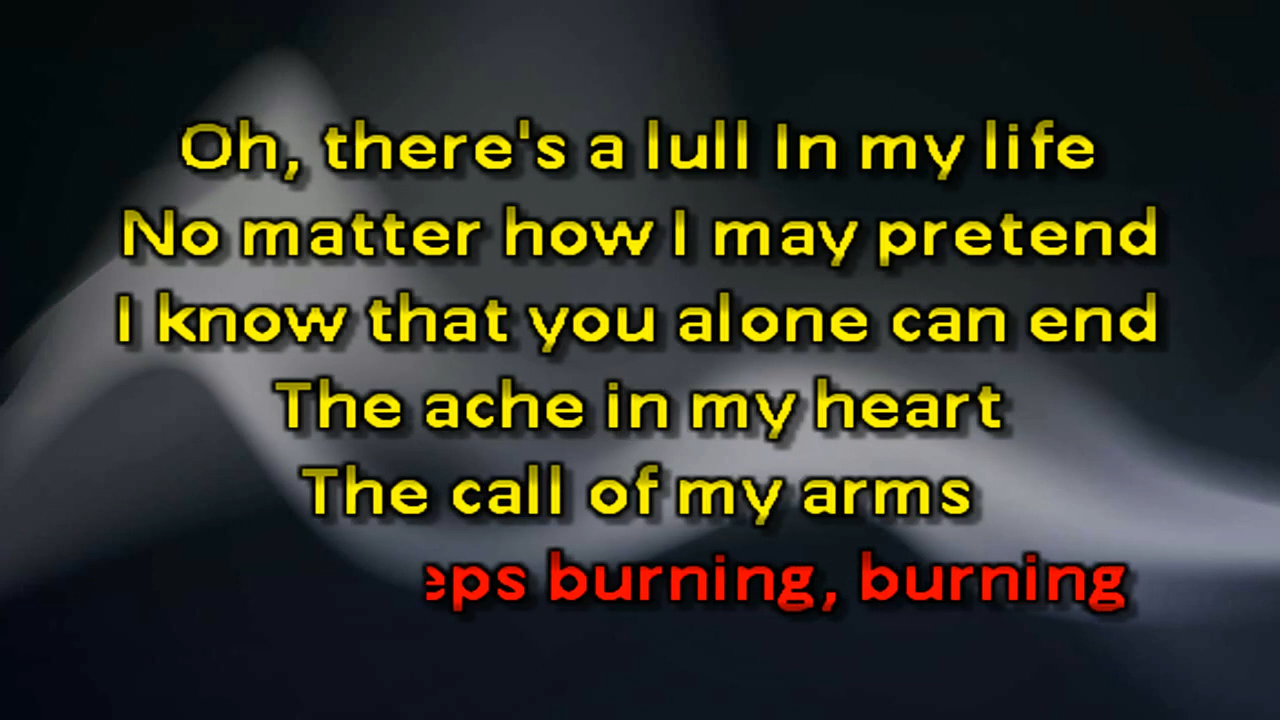 Oh, there's a lull In my life
No matter how I may pretend
I know that you alone can end
The ache in my heart
The call of my arms
eps burning, burning